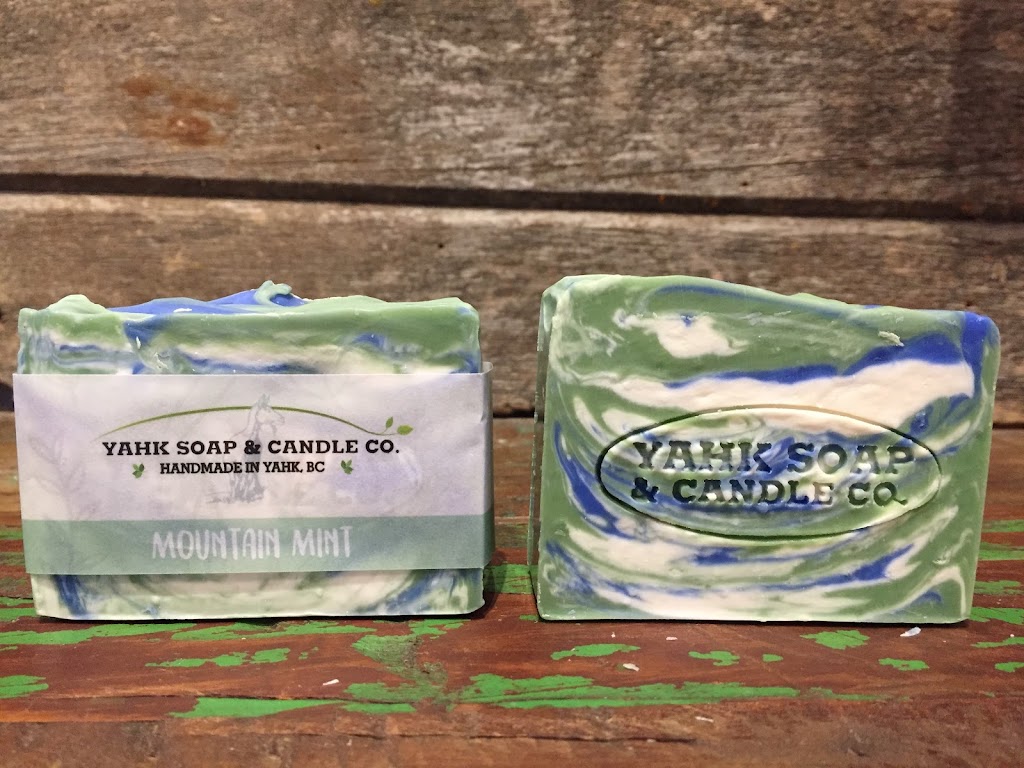 YAHK SOAP & CANDLE CO.
HANDMADE IN YAHK, BC
MOUNTAIN MINT
YAHK SOAP
& CANDLE CO.